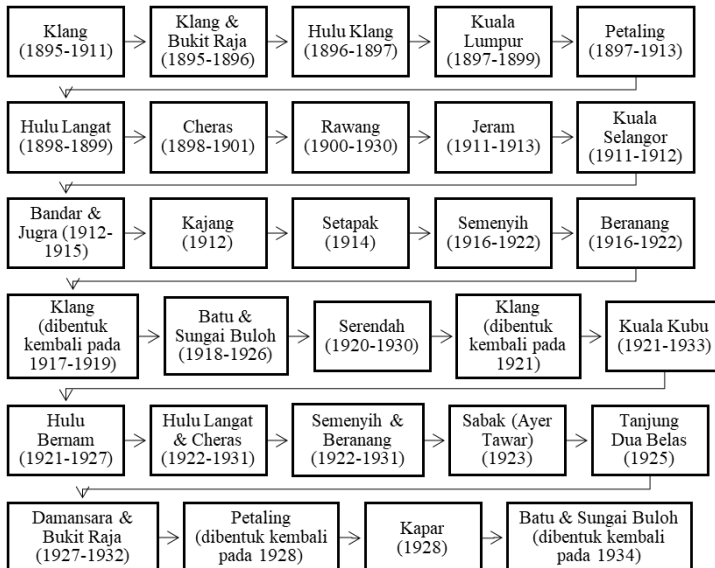 Klang
(1895-1911)
Klang &
Bukit Raja
(1895-1896)
Hulu Klang
(1896-1897)
Kuala
Lumpur
(1897-1899)
Petaling
(1897-1913)
Hulu Langat
(1898-1899)
Cheras
(1898-1901)
Rawang
(1900-1930)
Jeram
(1911-1913)
Kuala
Selangor
(1911-1912)
Bandar &
Jugra (1912-
1915)
Kajang
(1912)
Setapak
(1914)
Semenyih
(1916-1922)
Beranang
(1916-1922)
Klang
(dibentuk
kembali pada
1917-1919)
Batu &
Sungai Buloh
(1918-1926)
Serendah
(1920-1930)
Klang
(dibentuk
kembali pada
1921)
Kuala Kubu
(1921-1933)
Hulu
Bernam
(1921-1927)
Hulu Langat
& Cheras
(1922-1931)
Semenyih &
Beranang
(1922-1931)
Sabak (Ayer
Tawar)
(1923)
Tanjung
Dua Belas
(1925)
Damansara &
Bukit Raja
(1927-1932)
Petaling
(dibentuk kembali
pada 1928)
Kapar
(1928)
Batu & Sungai Buloh
(dibentuk kembali
pada 1934)